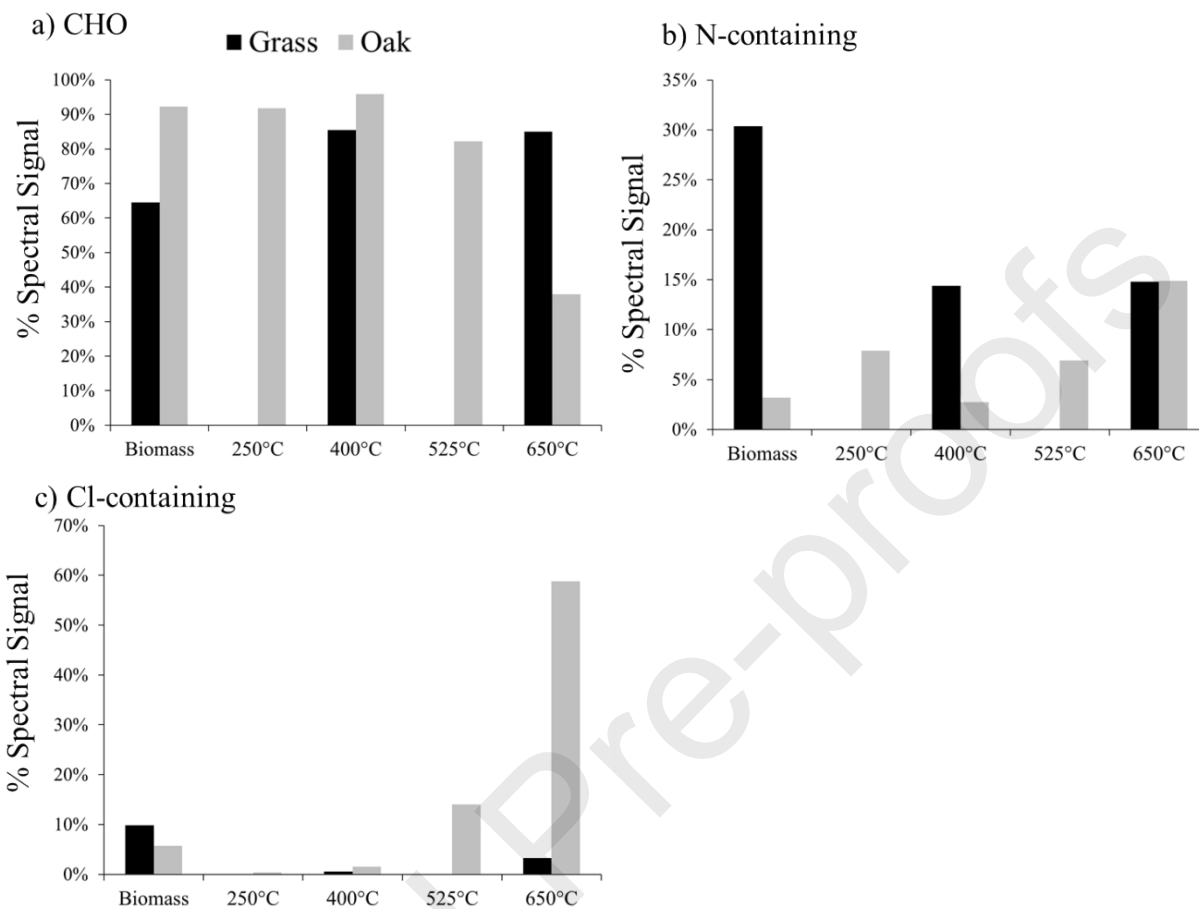 a) CHO
Grass Oak
% Spectral Signal
100%
90%
80%
70%
60%
50%
40%
30%
20%
10%
0%
Biomass 250°C 400°C 525°C 650°C
b) N-containing
% Spectral Signal
35%
30%
25%
20%
15%
10%
5%
0%
Biomass 250°C 400°C 525°C 650°C
c) Cl-containing
% Spectral Signal
70%
60%
50%
40%
30%
20%
10%
0%
Biomass 250°C 400°C 525°C 650°C
Pre-proofs